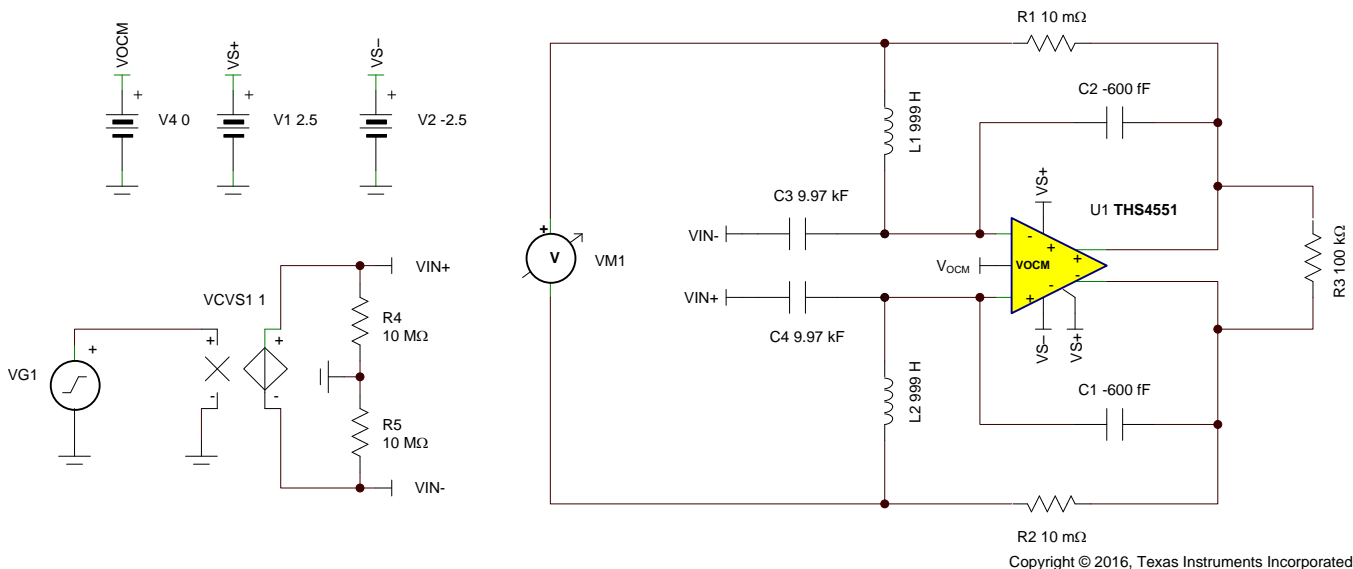 VOCM
+
V4 0
VS+
+
V1 2.5
VS–
+
V2 -2.5
VG1
+
VCVS1 1
+
-
+
-
R4
10 MΩ
R5
10 MΩ
VIN+
VIN-
+
V
VM1
R1 10 mΩ
C2 -600 fF
L1 999 H
C3 9.97 kF
VIN-
VS+
U1 THS4551
-
+
+
VOCM
VOCM
-
-
+
VIN+
C4 9.97 kF
VS–
VS+
R3 100 kΩ
L2 999 H
C1 -600 fF
R2 10 mΩ
Copyright © 2016, Texas Instruments Incorporated